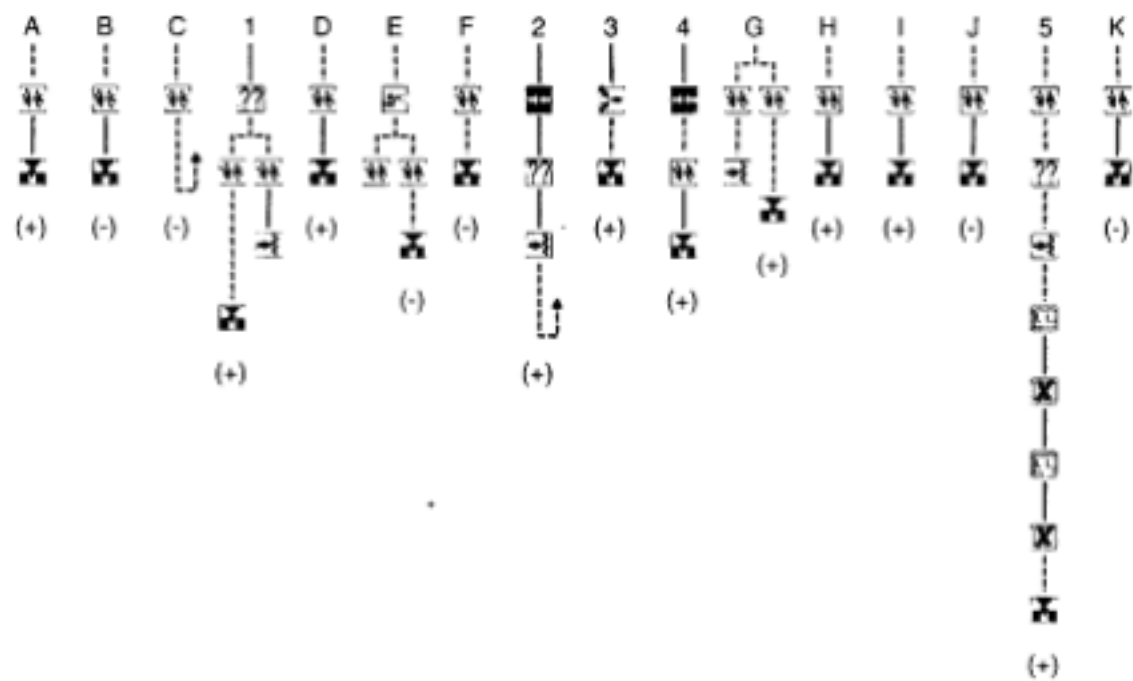 A B C 1 D E F 2 3 4 G H I J 5 K
??
?? ??
(+) (-) (-) (+) (-) (+) (+) (+) (-) (-)
X
(+)
(-) (+)
(+) (+)
X
(+)